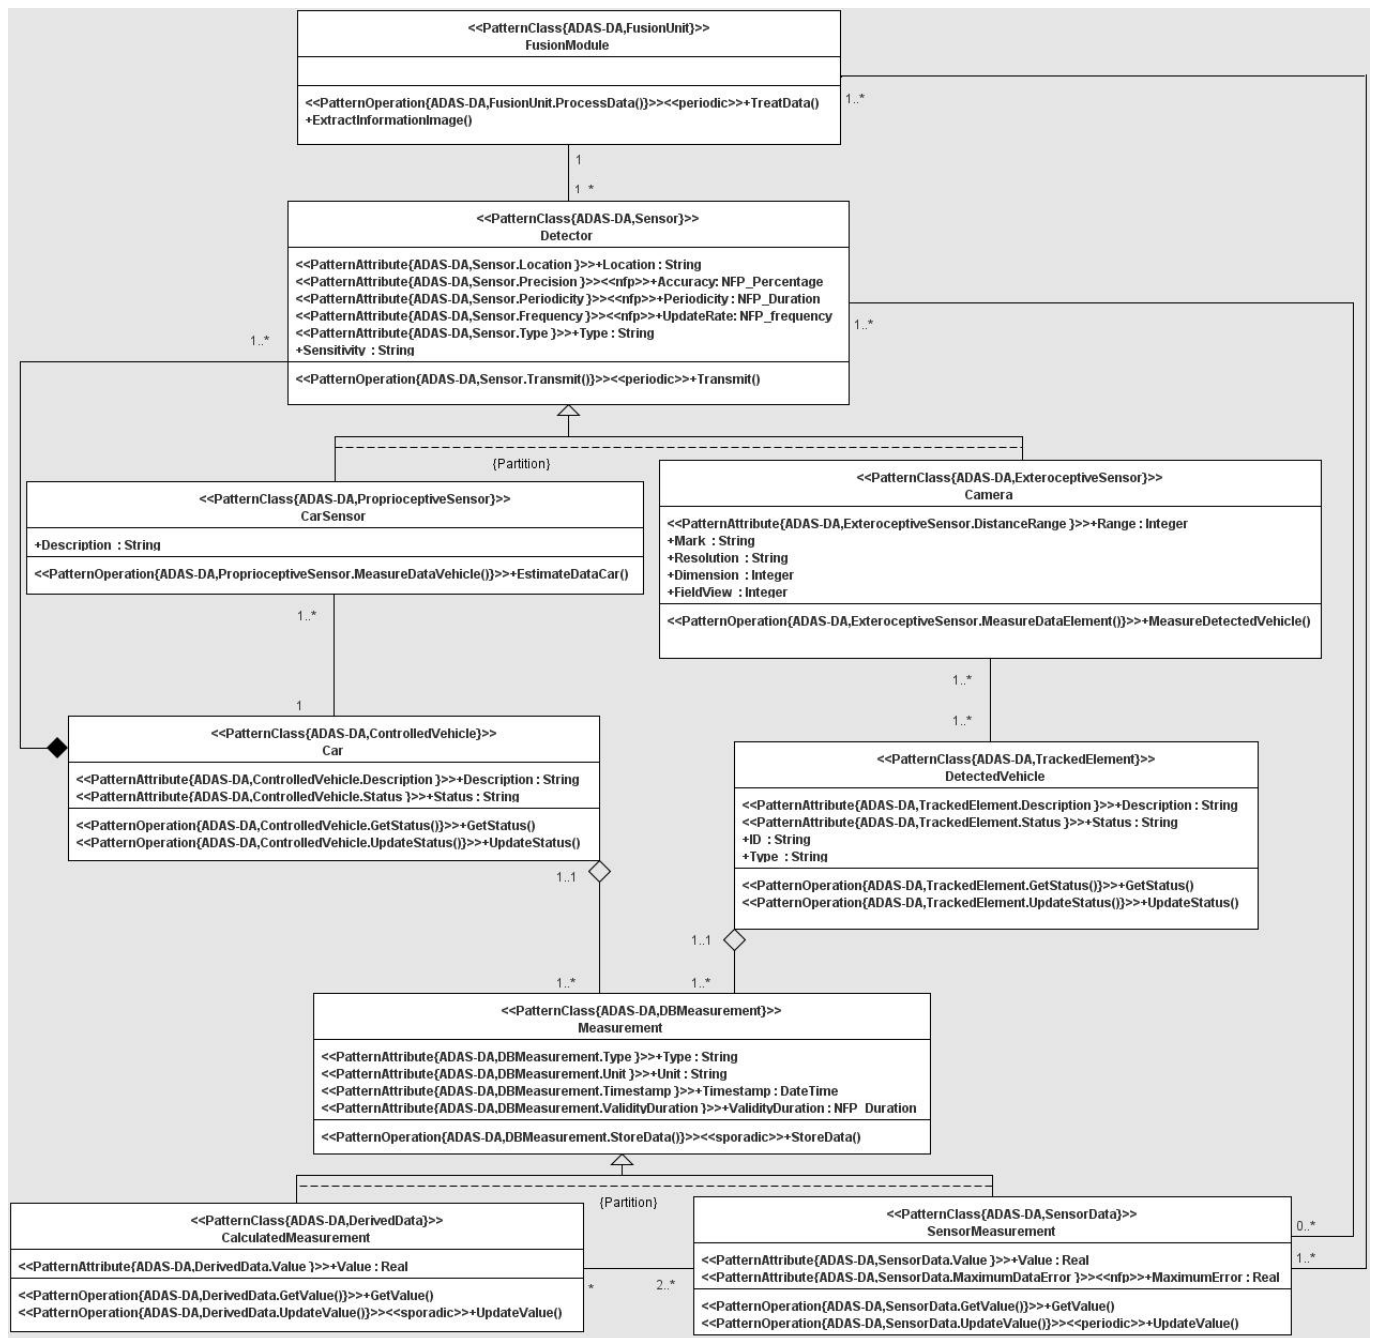 <<PatternClass{ADAS-DA,FusionUnit}>>
FusionModule
<<PatternOperation{ADAS-DA,FusionUnit.ProcessData()}>><<periodic>>+TreatData()
+ExtractInformationImage()
1..*
1
1 *
<<PatternClass{ADAS-DA,Sensor}>>
Detector
<<PatternAttribute{ADAS-DA,Sensor.Location }>>+Location : String
<<PatternAttribute{ADAS-DA,Sensor.Precision }>><<nfp>>+Accuracy: NFP_Percentage
<<PatternAttribute{ADAS-DA,Sensor.Periodicity }>><<nfp>>+Periodicity : NFP_Duration
<<PatternAttribute{ADAS-DA,Sensor.Frequency }>><<nfp>>+UpdateRate: NFP_frequency
<<PatternAttribute{ADAS-DA,Sensor.Type }>>+Type : String
+Sensitivity : String
<<PatternOperation{ADAS-DA,Sensor.Transmit()}>><<periodic>>+Transmit()
1..*
1..*
{Partition}
<<PatternClass{ADAS-DA,ProprioceptiveSensor}>>
CarSensor
+Description : String
<<PatternOperation{ADAS-DA,ProprioceptiveSensor.MeasureDataVehicle()}>>+EstimateDataCar()
<<PatternClass{ADAS-DA,ExteroceptiveSensor}>>
Camera
<<PatternAttribute{ADAS-DA,ExteroceptiveSensor.DistanceRange }>>+Range : Integer
+Mark : String
+Resolution : String
+Dimension : Integer
+FieldView : Integer
<<PatternOperation{ADAS-DA,ExteroceptiveSensor.MeasureDataElement()}>>+MeasureDetectedVehicle()
1..*
1
1..*
1..*
<<PatternClass{ADAS-DA,ControlledVehicle}>>
Car
<<PatternAttribute{ADAS-DA,ControlledVehicle.Description }>>+Description : String
<<PatternAttribute{ADAS-DA,ControlledVehicle.Status }>>+Status : String
<<PatternOperation{ADAS-DA,ControlledVehicle.GetStatus()}>>+GetStatus()
<<PatternOperation{ADAS-DA,ControlledVehicle.UpdateStatus()}>>+UpdateStatus()
<<PatternClass{ADAS-DA,TrackedElement}>>
DetectedVehicle
<<PatternAttribute{ADAS-DA,TrackedElement.Description }>>+Description : String
<<PatternAttribute{ADAS-DA,TrackedElement.Status }>>+Status : String
+ID : String
+Type : String
<<PatternOperation{ADAS-DA,TrackedElement.GetStatus()}>>+GetStatus()
<<PatternOperation{ADAS-DA,TrackedElement.UpdateStatus()}>>+UpdateStatus()
1..1
1..*
1..1
1..*
<<PatternClass{ADAS-DA,DBMeasurement}>>
Measurement
<<PatternAttribute{ADAS-DA,DBMeasurement.Type }>>+Type : String
<<PatternAttribute{ADAS-DA,DBMeasurement.Unit }>>+Unit : String
<<PatternAttribute{ADAS-DA,DBMeasurement.Timestamp }>>+Timestamp : DateTime
<<PatternAttribute{ADAS-DA,DBMeasurement.ValidityDuration }>>+ValidityDuration : NFP_Duration
<<PatternOperation{ADAS-DA,DBMeasurement.StoreData()}>><<sporadic>>+StoreData()
{Partition}
<<PatternClass{ADAS-DA,DerivedData}>>
CalculatedMeasurement
<<PatternAttribute{ADAS-DA,DerivedData.Value }>>+Value : Real
<<PatternOperation{ADAS-DA,DerivedData.GetValue()}>>+GetValue()
<<PatternOperation{ADAS-DA,DerivedData.UpdateValue()}>><<sporadic>>+UpdateValue()
*
2..*
<<PatternClass{ADAS-DA,SensorData}>>
SensorMeasurement
<<PatternAttribute{ADAS-DA,SensorData.Value }>>+Value : Real
<<PatternAttribute{ADAS-DA,SensorData.MaximumDataError }>><<nfp>>+MaximumError : Real
<<PatternOperation{ADAS-DA,SensorData.GetValue()}>>+GetValue()
<<PatternOperation{ADAS-DA,SensorData.UpdateValue()}>><<periodic>>+UpdateValue()
0..*
1..*